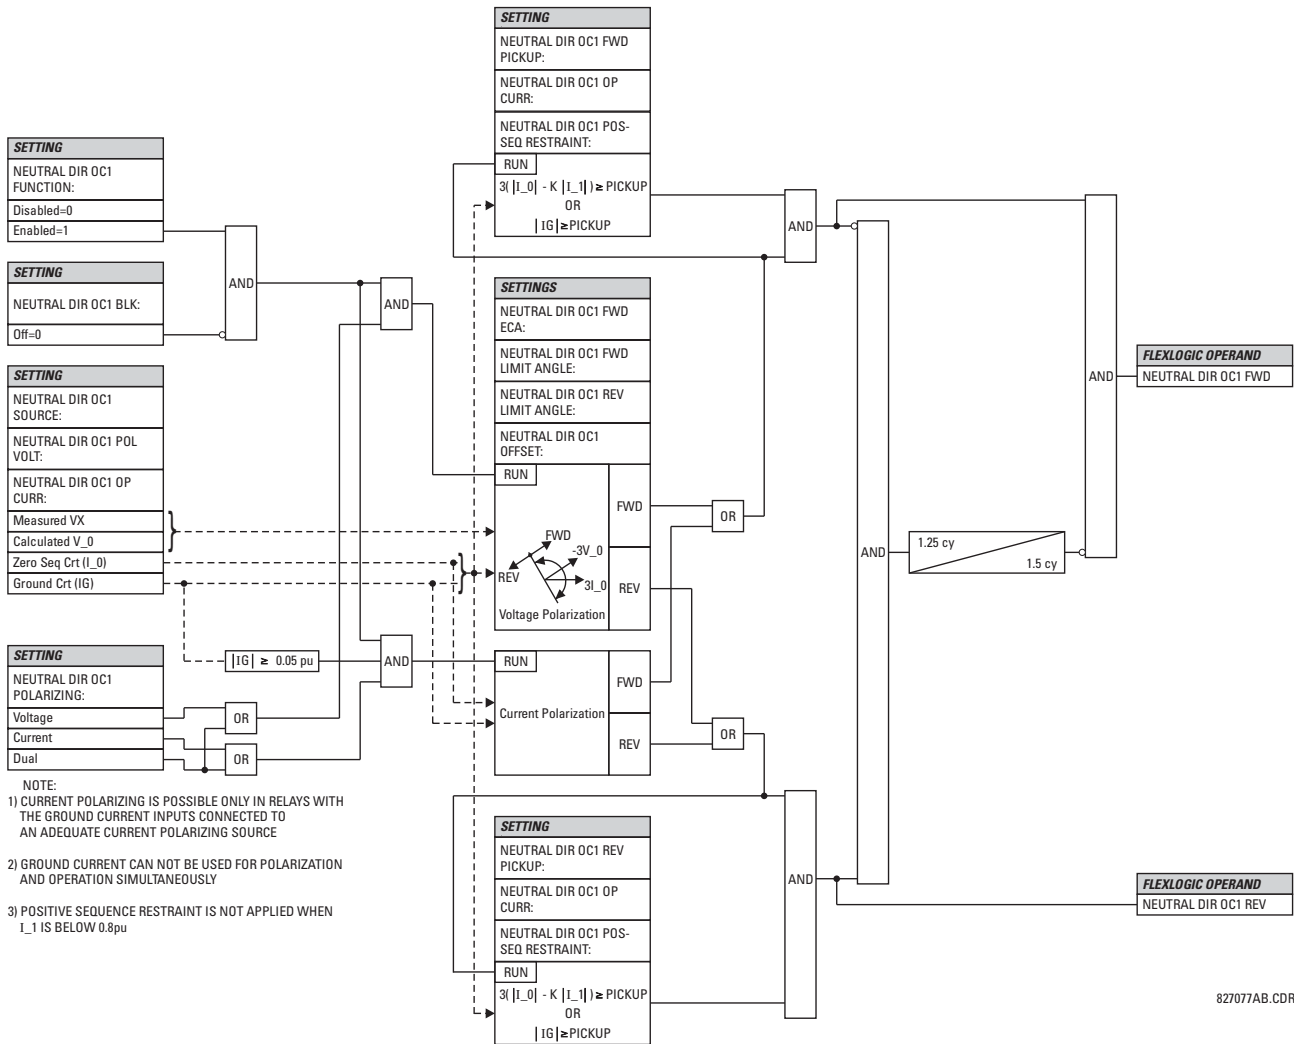 SETTING
NEUTRAL DIR OC1
FUNCTION:
Disabled=0
Enabled=1
SETTING
NEUTRAL DIR OC1 BLK:
Off=0
SETTING
NEUTRAL DIR OC1
SOURCE:
NEUTRAL DIR OC1 POL
VOLT:
NEUTRAL DIR OC1 OP
CURR:
Measured VX
Calculated V_0
Zero Seq Crt (I_0)
Ground Crt (IG)
SETTING
NEUTRAL DIR OC1
POLARIZING:
Voltage
Current
Dual
OR
OR
NOTE:
1) CURRENT POLARIZING IS POSSIBLE ONLY IN RELAYS WITH
THE GROUND CURRENT INPUTS CONNECTED TO
AN ADEQUATE CURRENT POLARIZING SOURCE
2) GROUND CURRENT CAN NOT BE USED FOR POLARIZATION
AND OPERATION SIMULTANEOUSLY
3) POSITIVE SEQUENCE RESTRAINT IS NOT APPLIED WHEN
I_1 IS BELOW 0.8pu
AND
AND
|IG| ≥ 0.05 pu
AND
SETTING
NEUTRAL DIR OC1 FWD
PICKUP:
NEUTRAL DIR OC1 OP
CURR:
NEUTRAL DIR OC1 POS-
SEQ RESTRAINT:
RUN
3( |I_0| - K |I_1| ) ≥ PICKUP
OR
| IG | ≥ PICKUP
SETTINGS
NEUTRAL DIR OC1 FWD
ECA:
NEUTRAL DIR OC1 FWD
LIMIT ANGLE:
NEUTRAL DIR OC1 REV
LIMIT ANGLE:
NEUTRAL DIR OC1
OFFSET:
RUN
FWD
FWD
-3V_0
REV
3I_0
REV
Voltage Polarization
RUN
FWD
Current Polarization
REV
SETTING
NEUTRAL DIR OC1 REV
PICKUP:
NEUTRAL DIR OC1 OP
CURR:
NEUTRAL DIR OC1 POS-
SEQ RESTRAINT:
RUN
3( |I_0| - K |I_1| ) ≥ PICKUP
OR
| IG | ≥ PICKUP
OR
OR
AND
AND
AND
1.25 cy
1.5 cy
AND
FLEXLOGIC OPERAND
NEUTRAL DIR OC1 FWD
FLEXLOGIC OPERAND
NEUTRAL DIR OC1 REV
827077AB.CDR